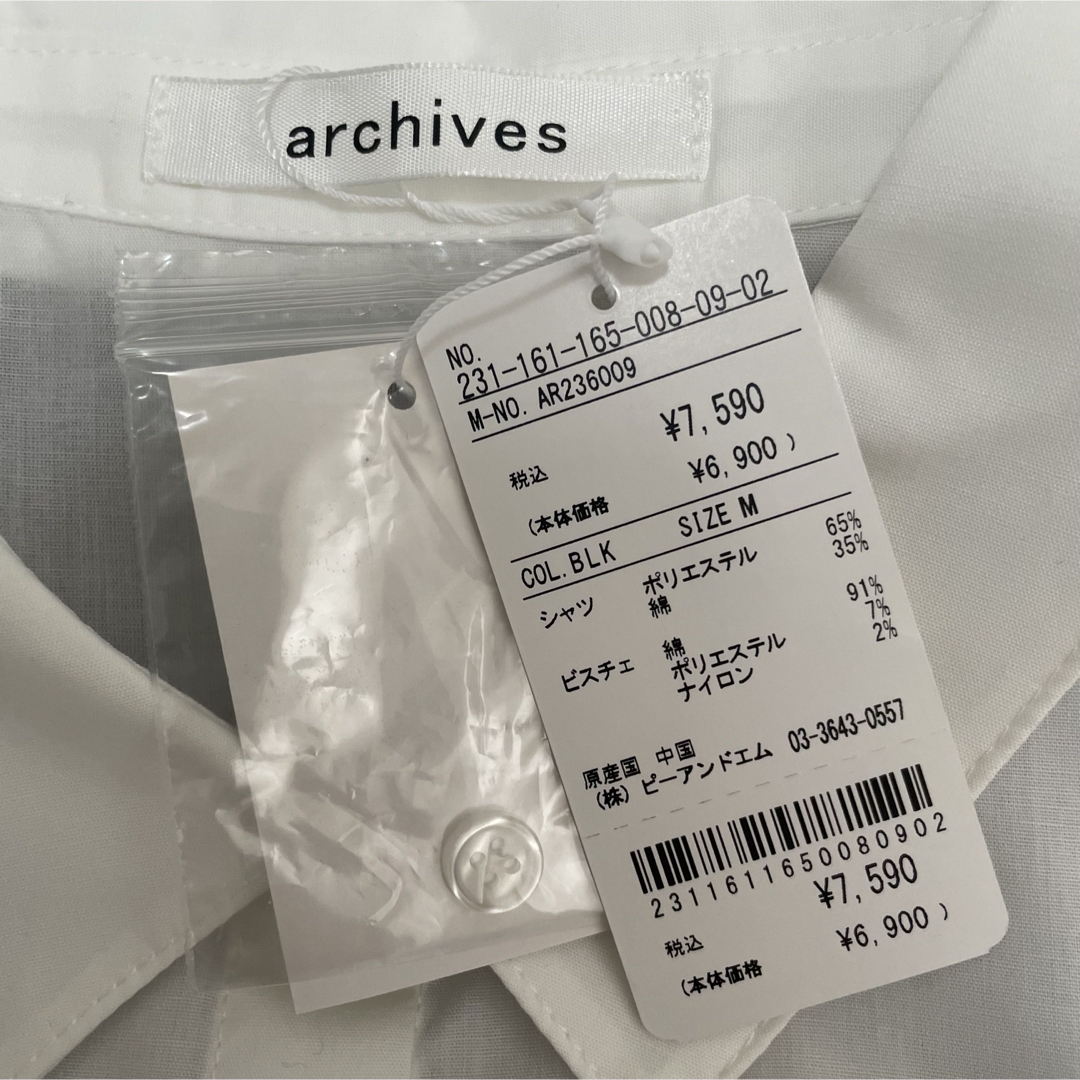 archives
NO.
231-161-165-008-09-02
M-NO. AR236009
¥7,590
税込
¥6,900 )
(本体価格
COL. BLK SIZE M
シャツ ポリエステル 65%
綿 35%
ビスチェ 綿 91%
ポリエステル 7%
ナイロン 2%
原産国 中国
(株) ピーアンドエム 03-3643-0557
2311611650080902
¥7,590
税込
¥6,900 )
(本体価格